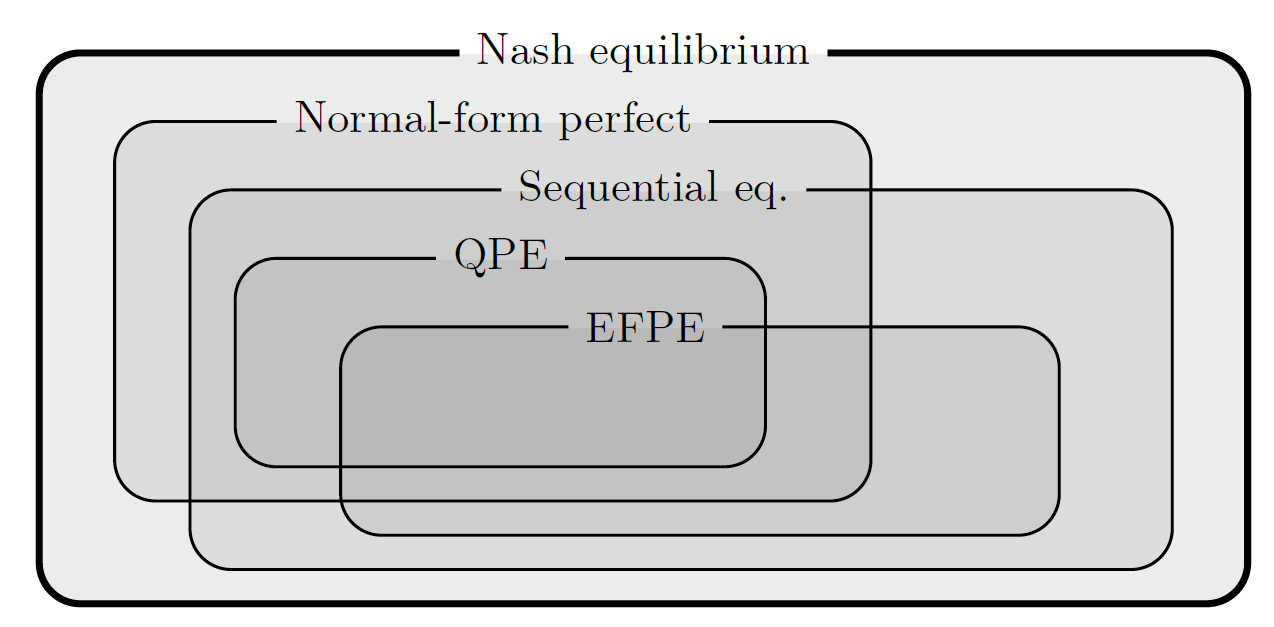 Nash equilibrium
Normal-form perfect
Sequential eq.
QPE
EFPE